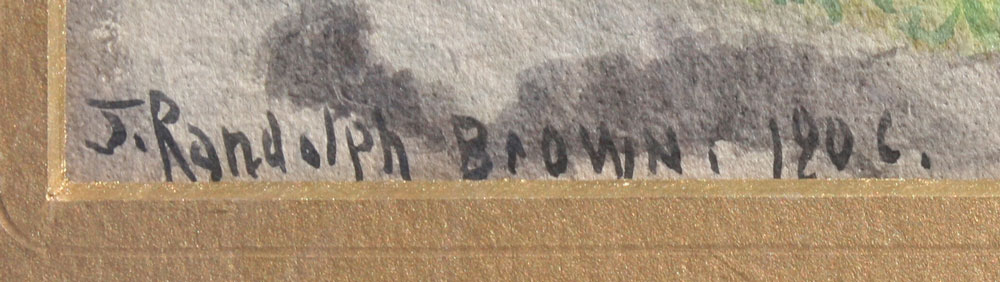 J. Randolph Brown. 1906.